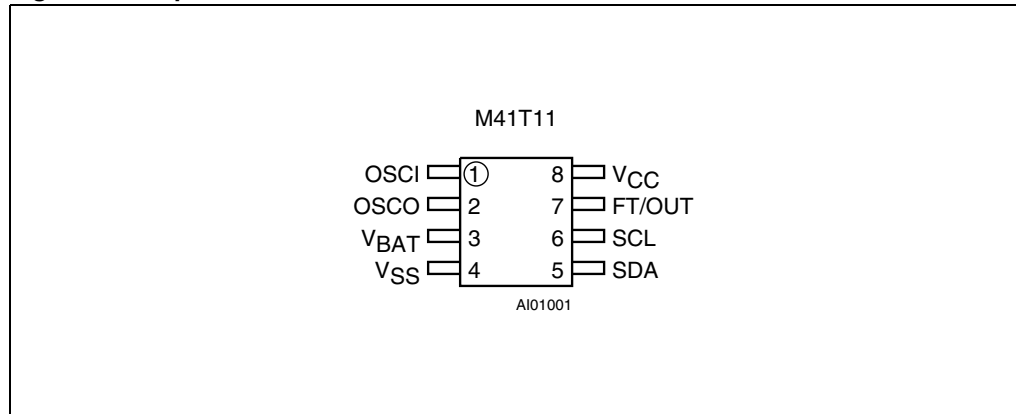 M41T11
OSCI 1 8 VCC
OSCO 2 7 FT/OUT
VBAT 3 6 SCL
VSS 4 5 SDA
AI01001